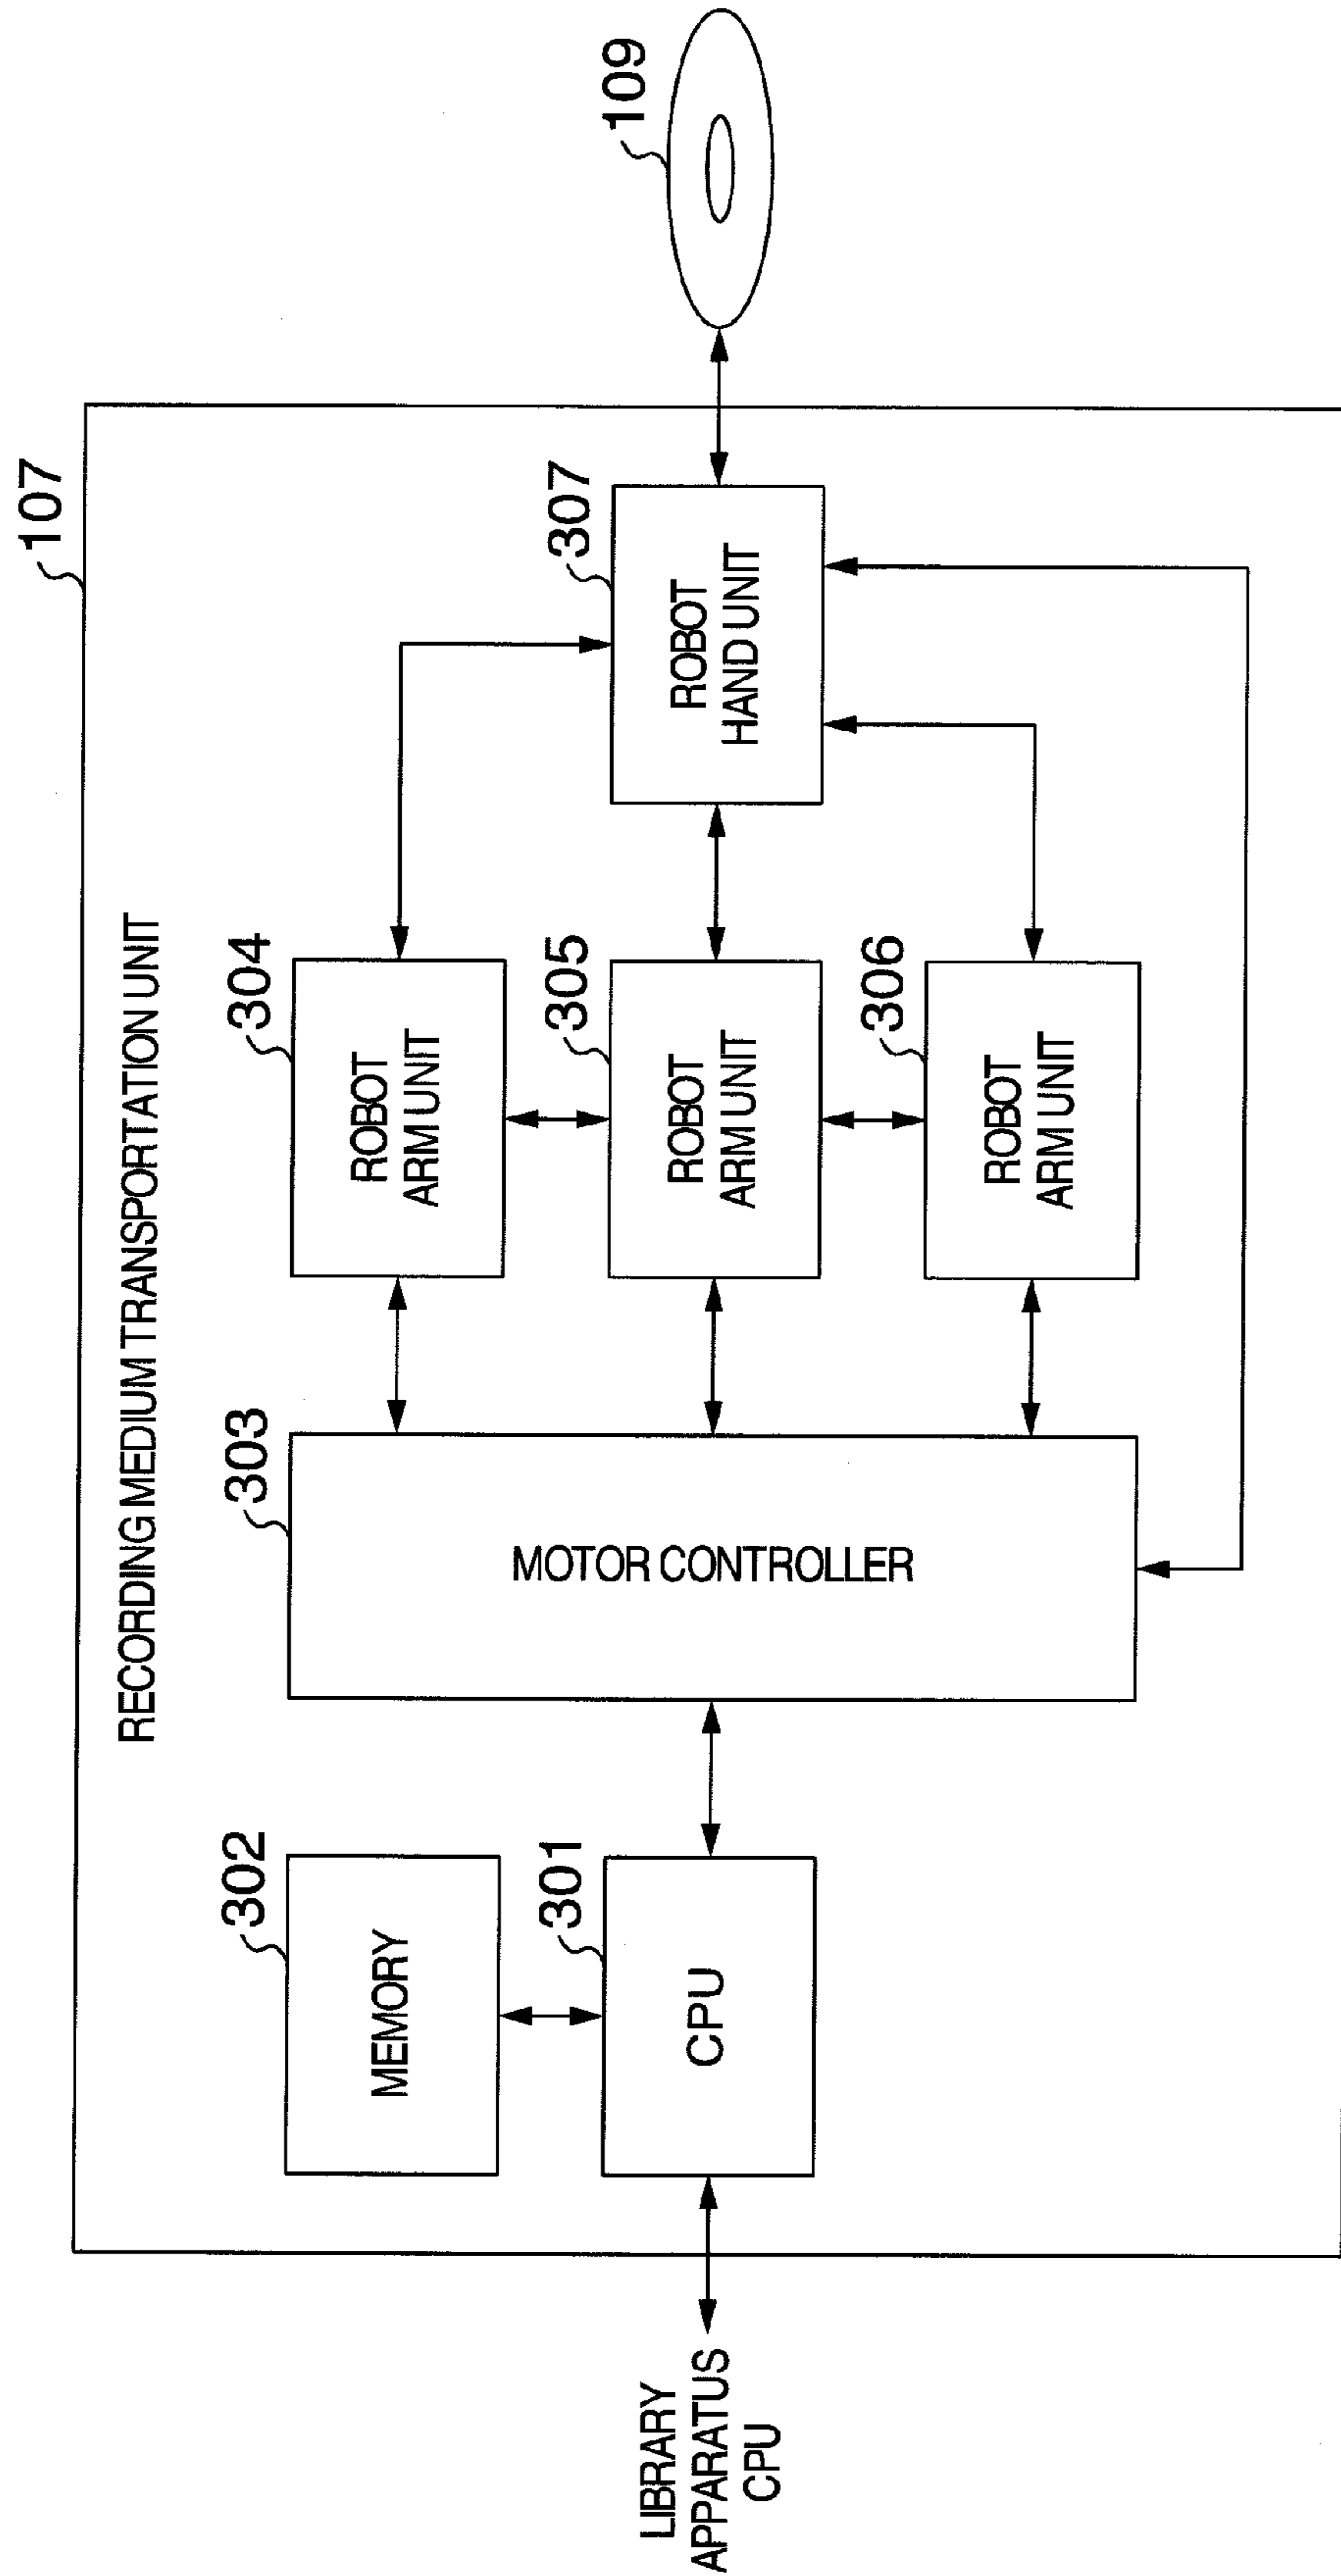 107
RECORDING MEDIUM TRANSPORTATION UNIT
302
MEMORY
301
CPU
LIBRARY
APPARATUS
CPU
303
MOTOR CONTROLLER
304
ROBOT
ARM UNIT
305
ROBOT
ARM UNIT
306
ROBOT
ARM UNIT
307
ROBOT
HAND UNIT
109